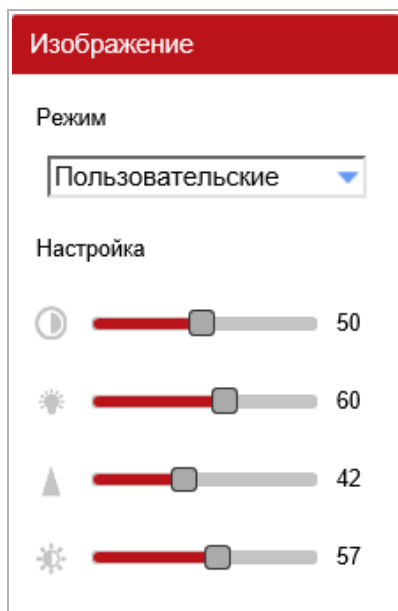 Изображение
Режим
Пользовательские
Настройка
50
60
42
57